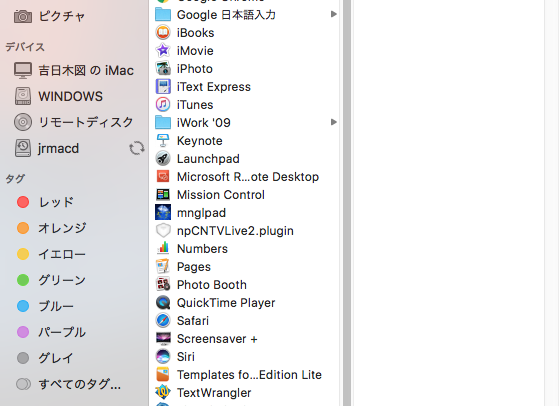 ピクチャ
デバイス
吉日木図 の iMac
WINDOWS
リモートディスク
jrmacd
タグ
レッド
オレンジ
イエロー
グリーン
ブルー
パープル
グレイ
すべてのタグ...
Google Chrome
Google 日本語入力
iBooks
iMovie
iPhoto
iText Express
iTunes
iWork '09
Keynote
Launchpad
Microsoft R...ote Desktop
Mission Control
mnglpad
npCNTVLive2.plugin
Numbers
Pages
Photo Booth
QuickTime Player
Safari
Screensaver +
Siri
Templates fo...Edition Lite
TextWrangler